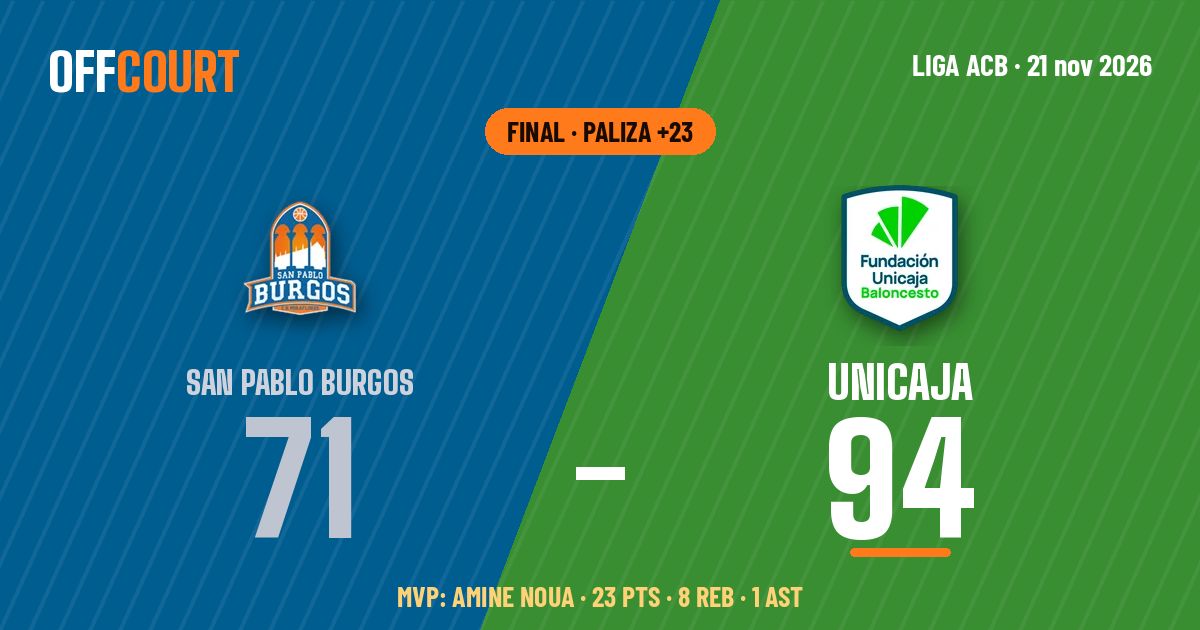 OFFCOURT
LIGA ACB · 21 nov 2026
FINAL · PALIZA +23
SAN PABLO
BURGOS
Fundación
Unicaja
Baloncesto
SAN PABLO BURGOS
UNICAJA
71
–
94
MVP: AMINE NOUA · 23 PTS · 8 REB · 1 AST